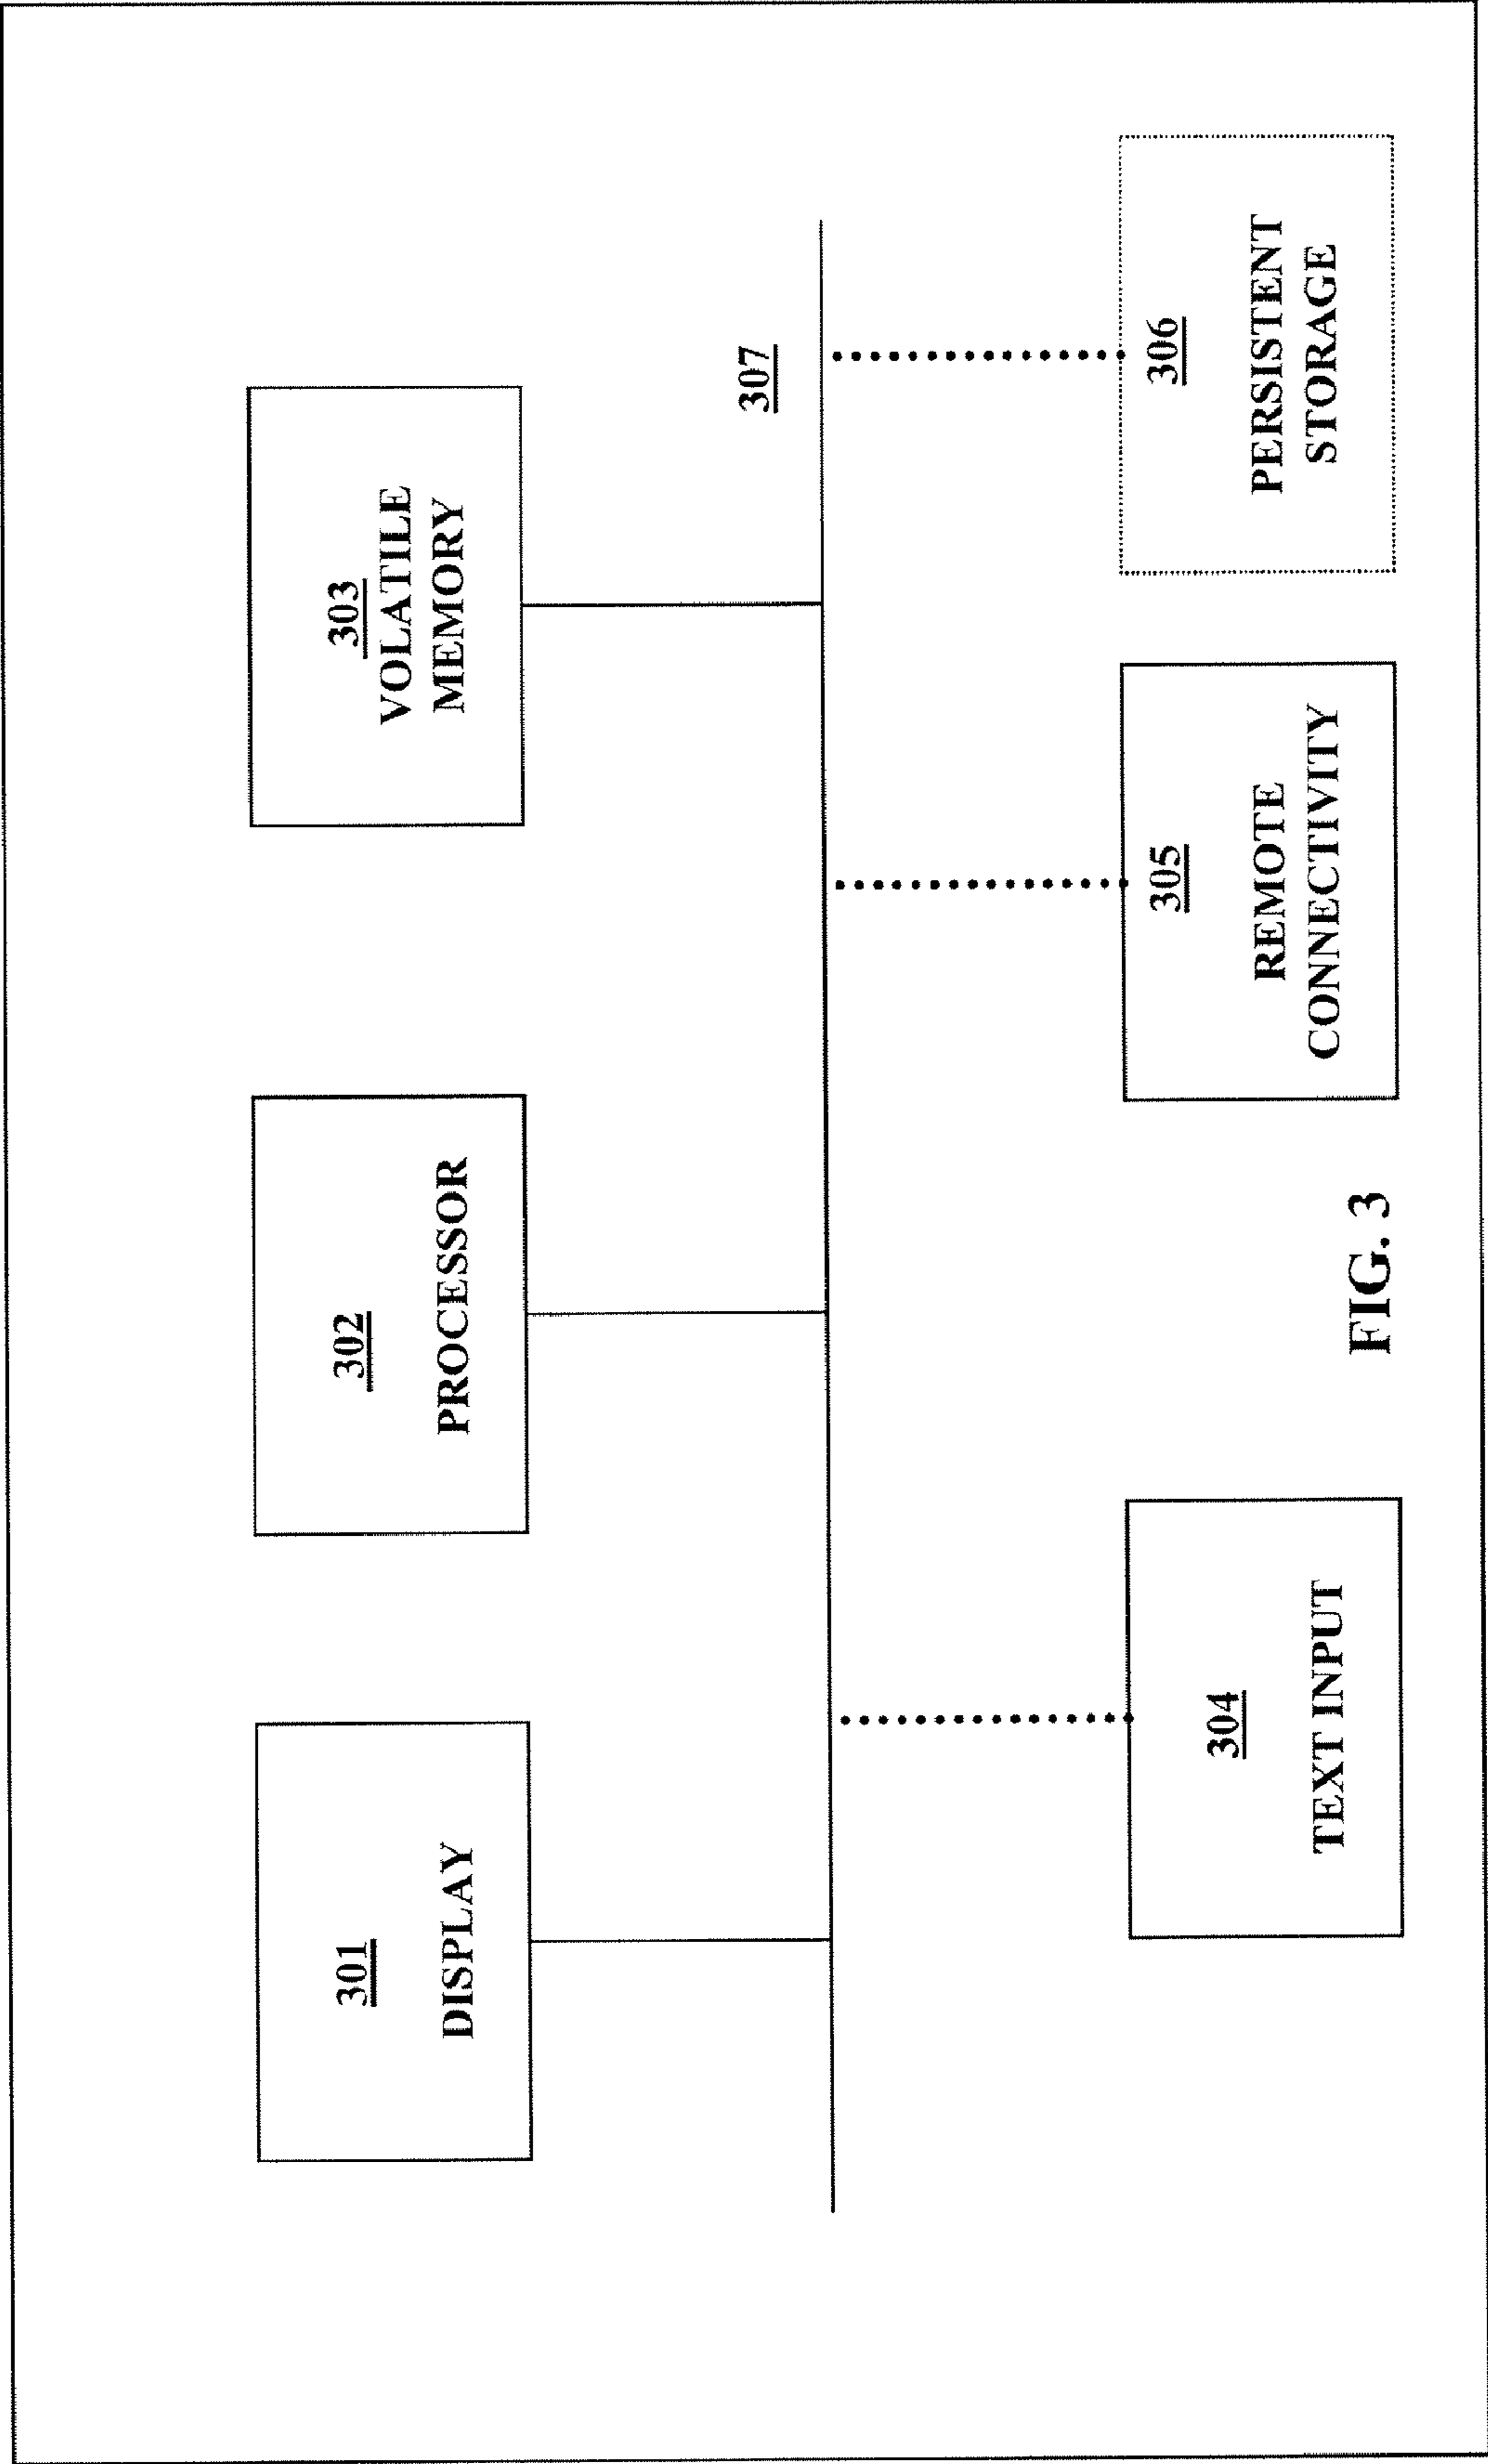 301
DISPLAY
302
PROCESSOR
303
VOLATILE
MEMORY
307
304
TEXT INPUT
305
REMOTE
CONNECTIVITY
306
PERSISTENT
STORAGE
FIG. 3